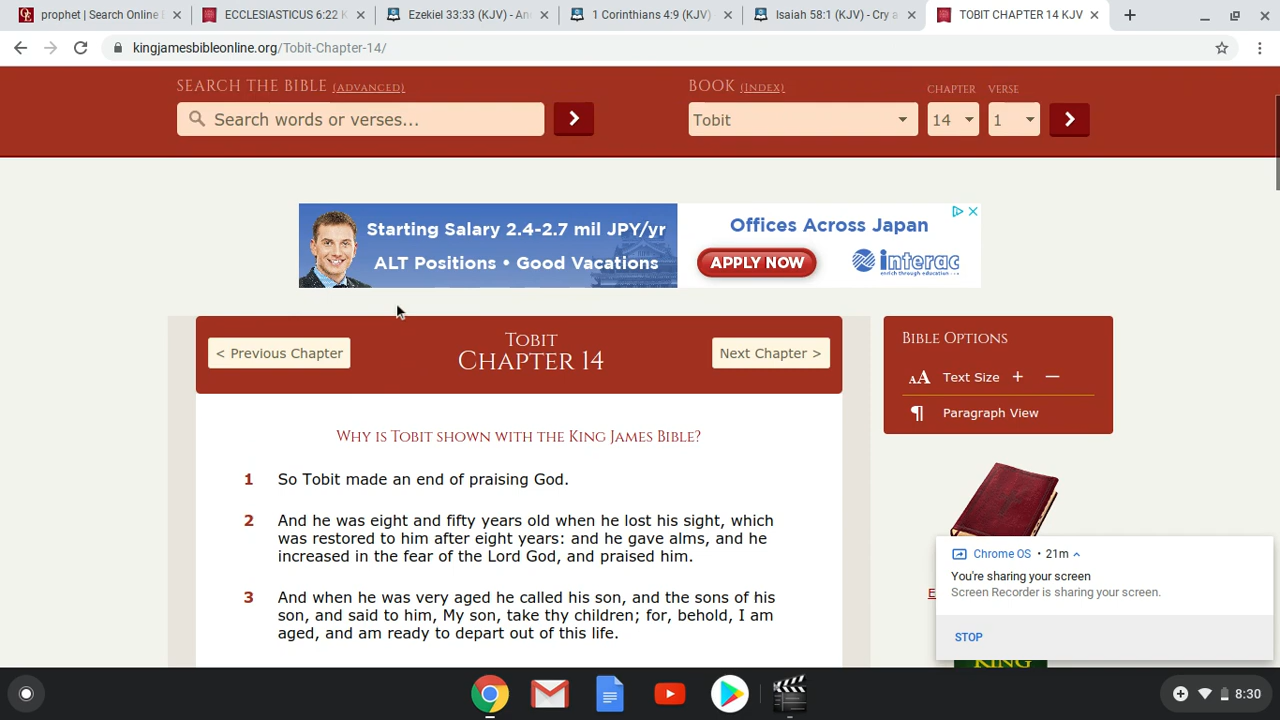 prophet | Search Online E
ECCLESIASTICUS 6:22 K
Ezekiel 33:33 (KJV) - An
1 Corinthians 4:9 (KJV)
Isaiah 58:1 (KJV) - Cry a
TOBIT CHAPTER 14 KJV
kingjamesbibleonline.org/Tobit-Chapter-14/
SEARCH THE BIBLE (ADVANCED)
BOOK (INDEX)
CHAPTER
VERSE
Search words or verses...
Tobit
14
1
Starting Salary 2.4-2.7 mil JPY/yr
ALT Positions • Good Vacations
Offices Across Japan
APPLY NOW
interac
enrich through education
< Previous Chapter
TOBIT
CHAPTER 14
Next Chapter >
BIBLE OPTIONS
AA Text Size + —
¶ Paragraph View
WHY IS TOBIT SHOWN WITH THE KING JAMES BIBLE?
1 So Tobit made an end of praising God.
2 And he was eight and fifty years old when he lost his sight, which
was restored to him after eight years: and he gave alms, and he
increased in the fear of the Lord God, and praised him.
3 And when he was very aged he called his son, and the sons of his
son, and said to him, My son, take thy children; for, behold, I am
aged, and am ready to depart out of this life.
Chrome OS • 21m
You're sharing your screen
Screen Recorder is sharing your screen.
STOP
KING
8:30